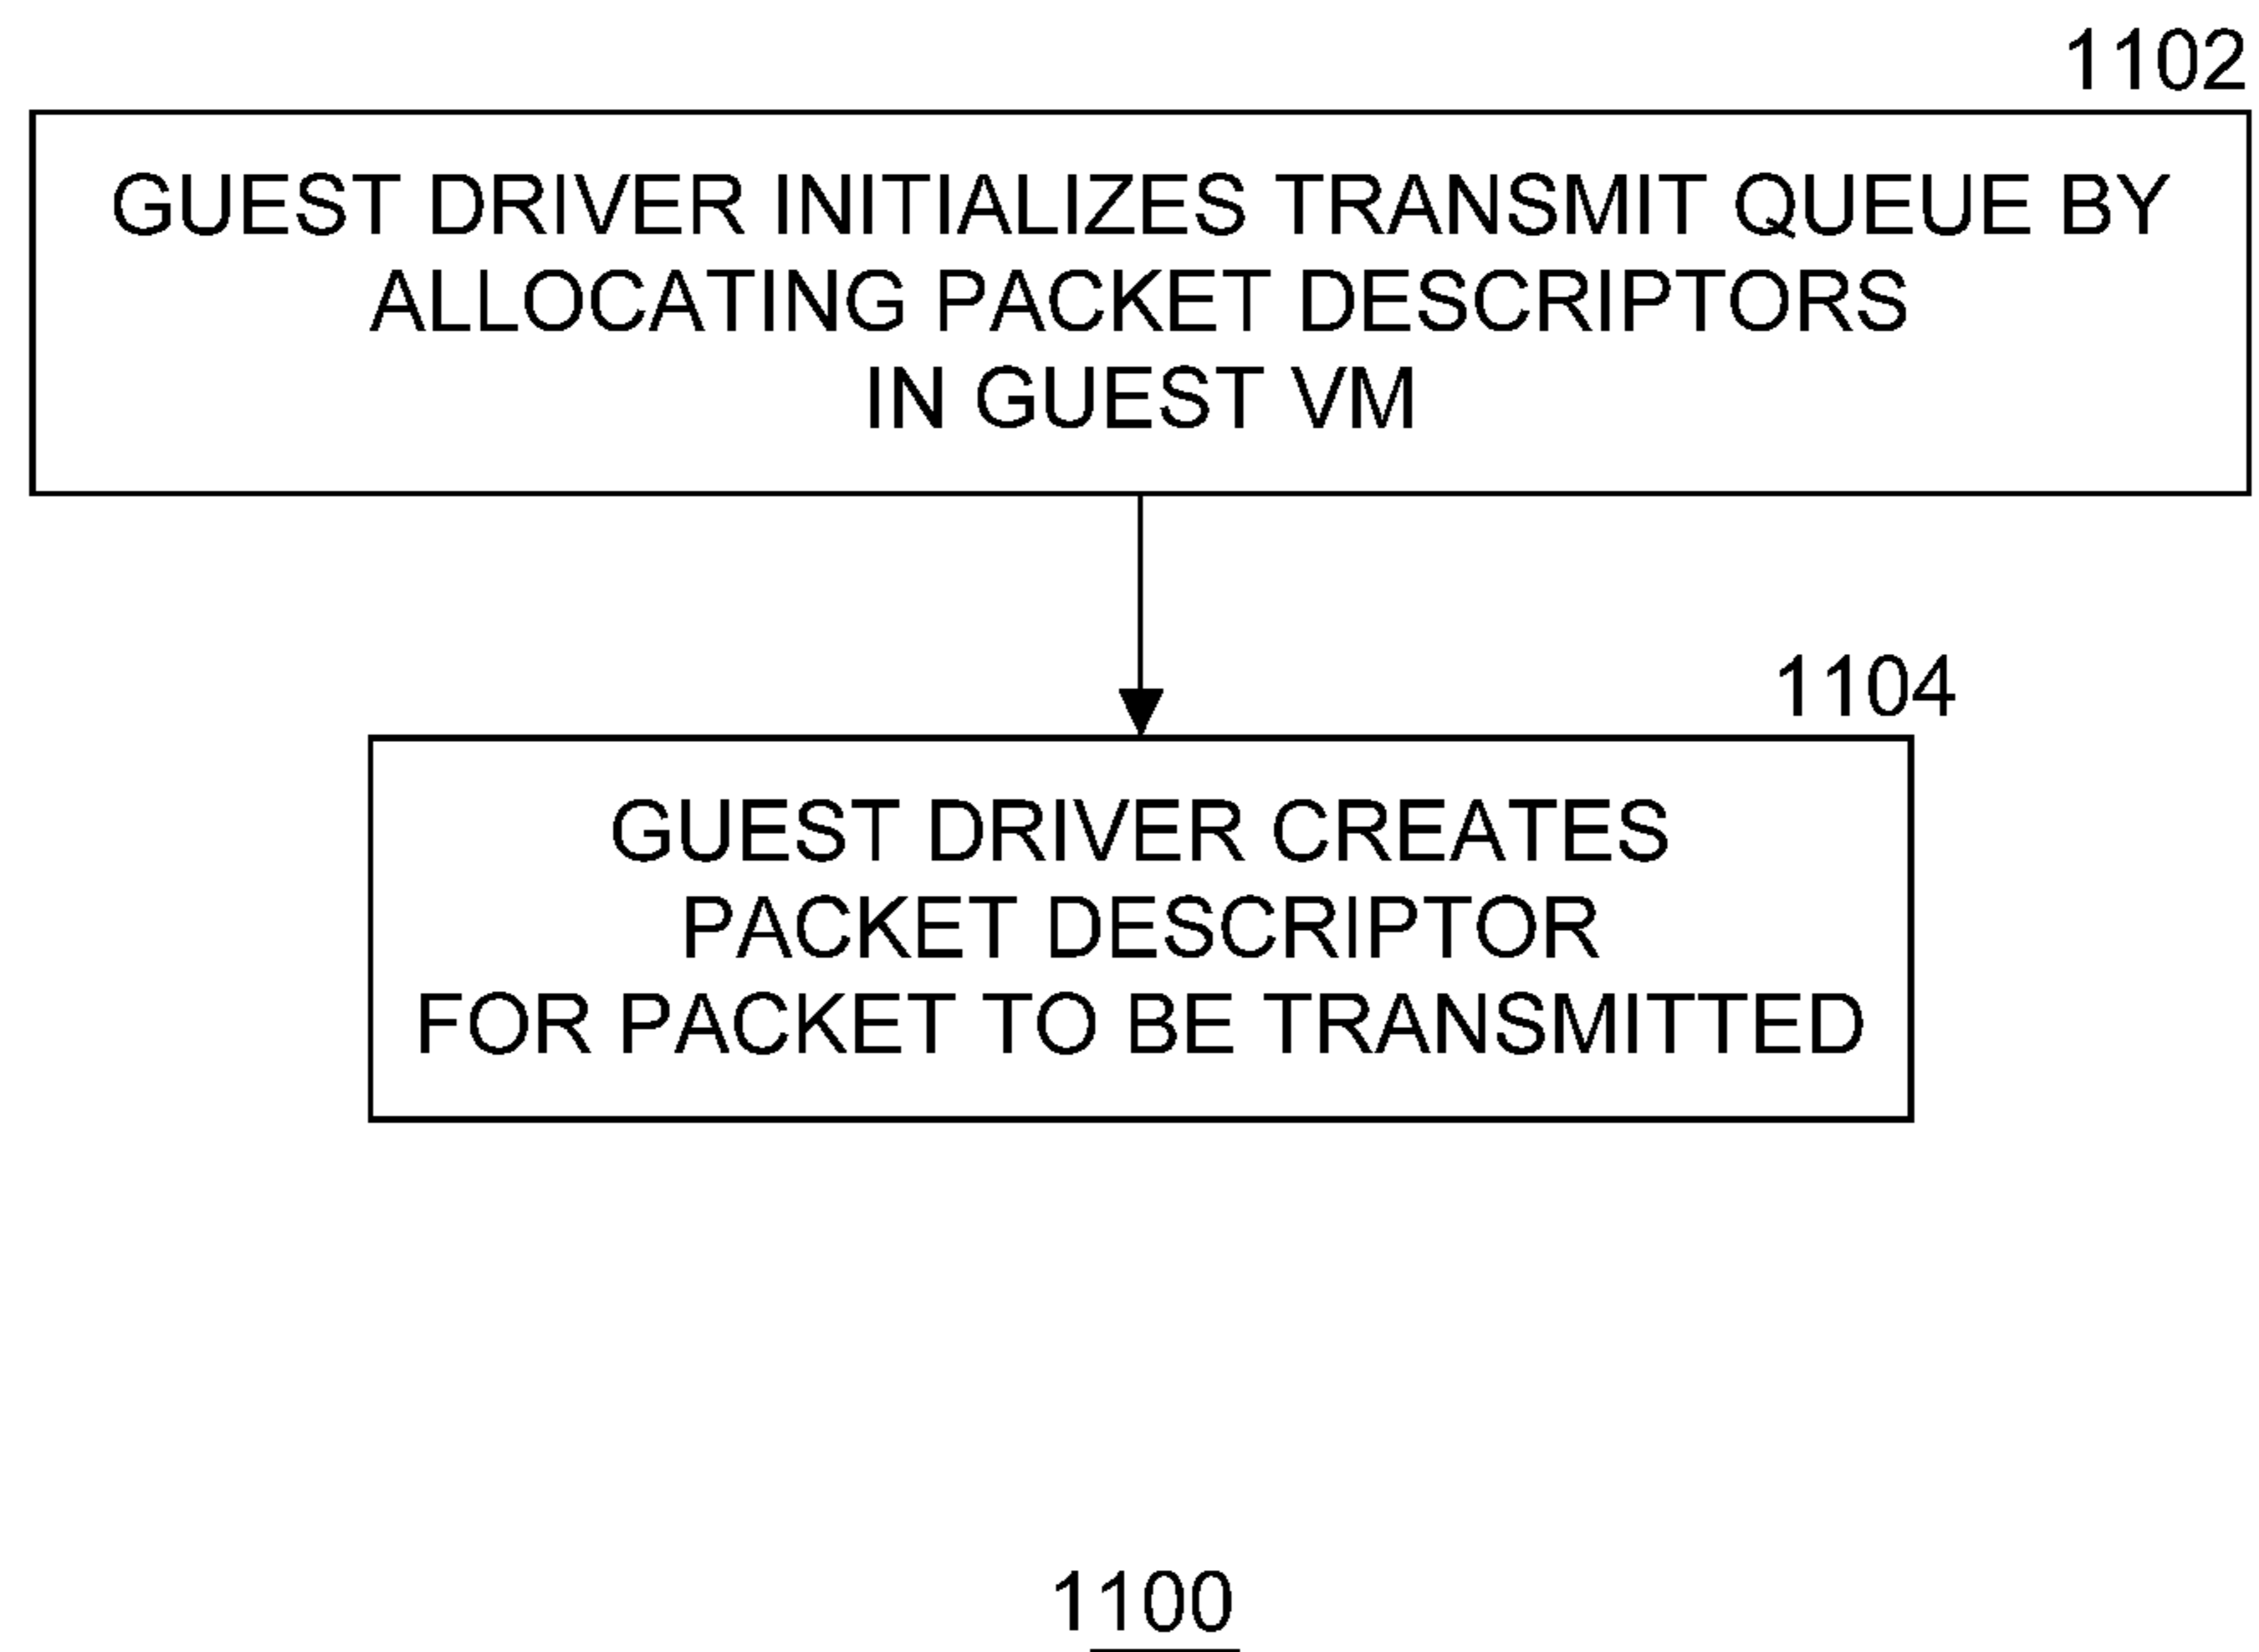 1102
GUEST DRIVER INITIALIZES TRANSMIT QUEUE BY
ALLOCATING PACKET DESCRIPTORS
IN GUEST VM
1104
GUEST DRIVER CREATES
PACKET DESCRIPTOR
FOR PACKET TO BE TRANSMITTED
1100